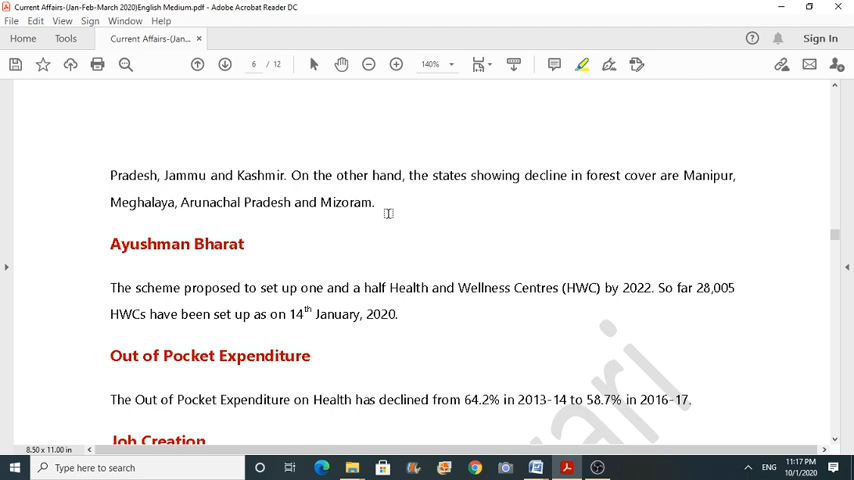 Current Affairs-(Jan-Feb-March 2020)English Medium.pdf - Adobe Acrobat Reader DC
File Edit View Sign Window Help
Home Tools Current Affairs-(Jan... × Sign In
6 / 12 140%
Pradesh, Jammu and Kashmir. On the other hand, the states showing decline in forest cover are Manipur,
Meghalaya, Arunachal Pradesh and Mizoram.
Ayushman Bharat
The scheme proposed to set up one and a half Health and Wellness Centres (HWC) by 2022. So far 28,005
HWCs have been set up as on 14th January, 2020.
Out of Pocket Expenditure
The Out of Pocket Expenditure on Health has declined from 64.2% in 2013-14 to 58.7% in 2016-17.
Job Creation
ari
8.50 x 11.00 in
Type here to search
ENG
11:17 PM
10/1/2020